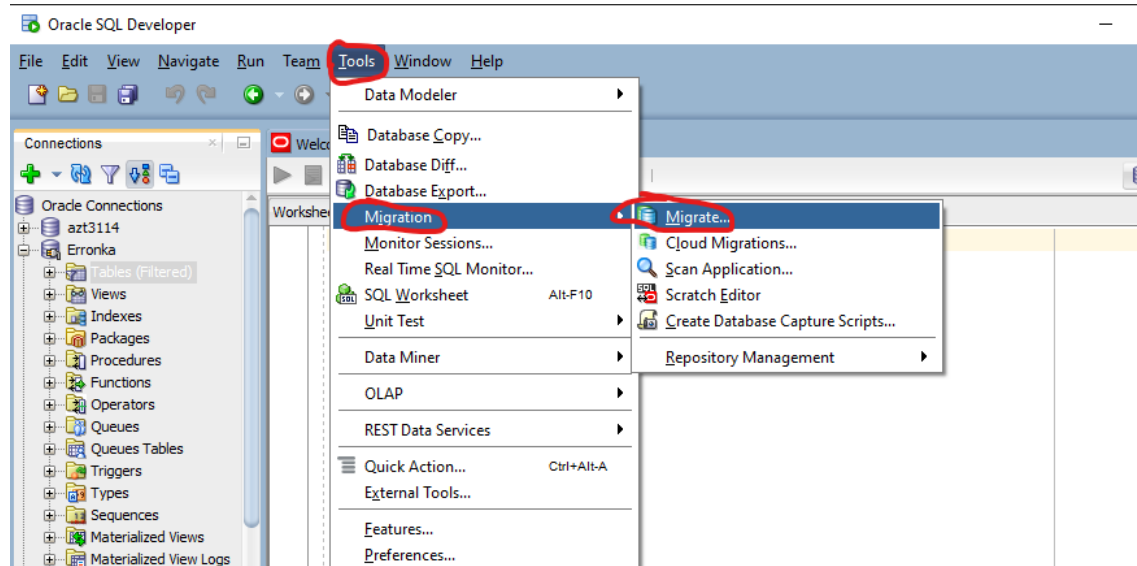 Oracle SQL Developer
File Edit View Navigate Run Team Tools Window Help
Connections
Oracle Connections
azt3114
Erronka
Tables (Filtered)
Views
Indexes
Packages
Procedures
Functions
Operators
Queues
Queues Tables
Triggers
Types
Sequences
Materialized Views
Materialized View Logs
Welc
Workshe
Data Modeler
Database Copy...
Database Diff...
Database Export...
Migration
Monitor Sessions...
Real Time SQL Monitor...
SQL Worksheet Alt-F10
Unit Test
Data Miner
OLAP
REST Data Services
Quick Action... Ctrl+Alt-A
External Tools...
Features...
Preferences...
Migrate...
Cloud Migrations...
Scan Application...
Scratch Editor
Create Database Capture Scripts...
Repository Management